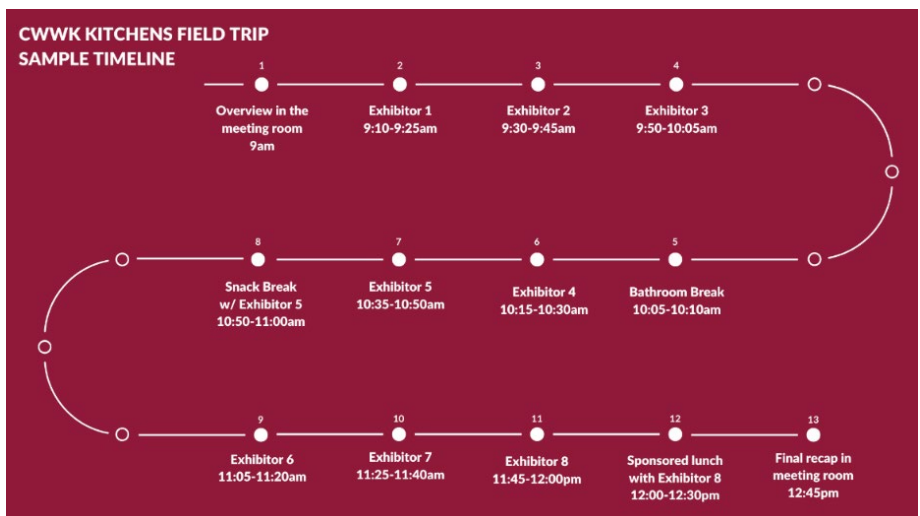 CWWK KITCHENS FIELD TRIP
SAMPLE TIMELINE
1
Overview in the
meeting room
9am
2
Exhibitor 1
9:10-9:25am
3
Exhibitor 2
9:30-9:45am
4
Exhibitor 3
9:50-10:05am
5
Bathroom Break
10:05-10:10am
6
Exhibitor 4
10:15-10:30am
7
Exhibitor 5
10:35-10:50am
8
Snack Break
w/ Exhibitor 5
10:50-11:00am
9
Exhibitor 6
11:05-11:20am
10
Exhibitor 7
11:25-11:40am
11
Exhibitor 8
11:45-12:00pm
12
Sponsored lunch
with Exhibitor 8
12:00-12:30pm
13
Final recap in
meeting room
12:45pm